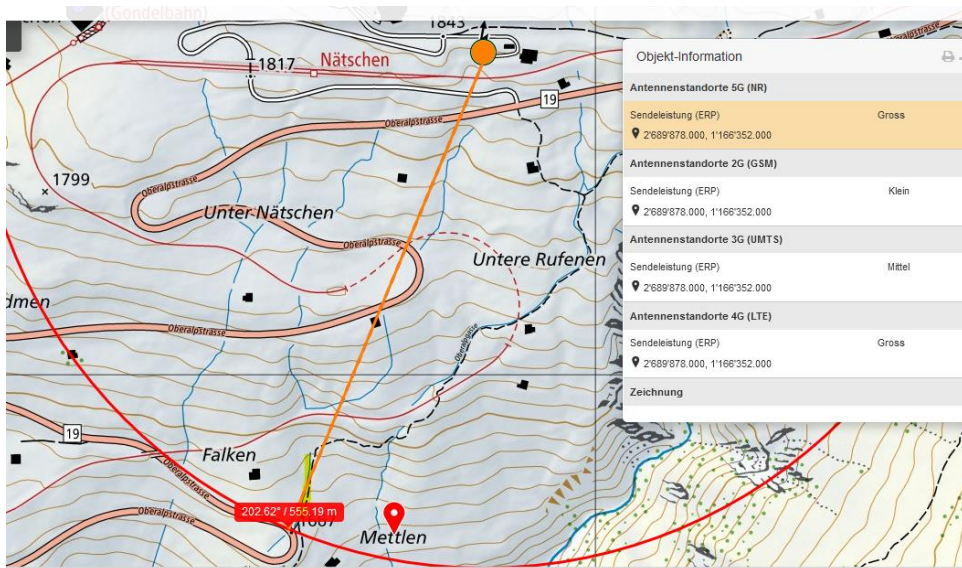 (Gondelbahn)
1843
1817
Nätschen
19
Oberalpstrasse
1799
Oberalpstrasse
Unter Nätschen
Oberalpstrasse
Untere Rufenen
Oberalpstrasse
Oberalpgasse
19
Falken
202.62° / 555.19 m
Oberalpstrasse
Oberalpstrasse
Mettlen
Objekt-Information
Antennenstandorte 5G (NR)
Sendeleistung (ERP) Gross
2'689'878.000, 1'166'352.000
Antennenstandorte 2G (GSM)
Sendeleistung (ERP) Klein
2'689'878.000, 1'166'352.000
Antennenstandorte 3G (UMTS)
Sendeleistung (ERP) Mittel
2'689'878.000, 1'166'352.000
Antennenstandorte 4G (LTE)
Sendeleistung (ERP) Gross
2'689'878.000, 1'166'352.000
Zeichnung